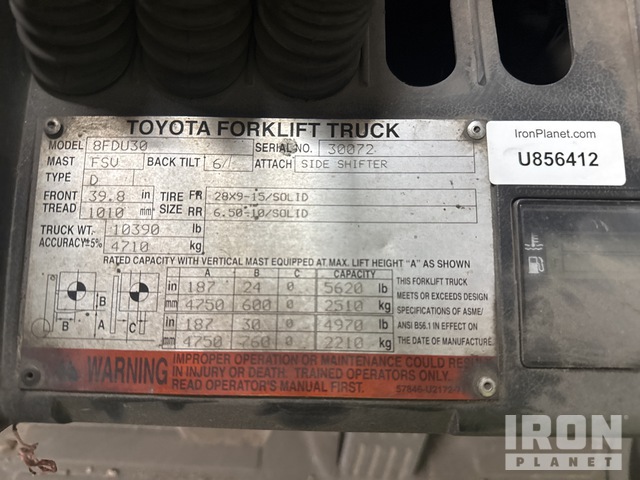 TOYOTA FORKLIFT TRUCK
MODEL 8FDU30 SERIAL NO. 30072
MAST FSV BACK TILT 6/ ATTACH SIDE SHIFTER
TYPE D
FRONT TREAD 39.8 in 1010 mm
TIRE SIZE FR 28X9-15/SOLID
RR 6.50-10/SOLID
TRUCK WT. 10390 lb
ACCURACY±5% 4710 kg
RATED CAPACITY WITH VERTICAL MAST EQUIPPED AT MAX. LIFT HEIGHT "A" AS SHOWN
A B C CAPACITY
in 187 24 0 5620 lb
mm 4750 600 0 2510 kg
in 187 30 0 4970 lb
mm 4750 760 0 2210 kg
B
B A C
THIS FORKLIFT TRUCK
MEETS OR EXCEEDS DESIGN
SPECIFICATIONS OF ASME/
ANSI B56.1 IN EFFECT ON
THE DATE OF MANUFACTURE.
WARNING
IMPROPER OPERATION OR MAINTENANCE COULD RESULT
IN INJURY OR DEATH. TRAINED OPERATORS ONLY.
READ OPERATOR'S MANUAL FIRST.
57846-U2172-71
IronPlanet.com
U856412
IRON
PLANET